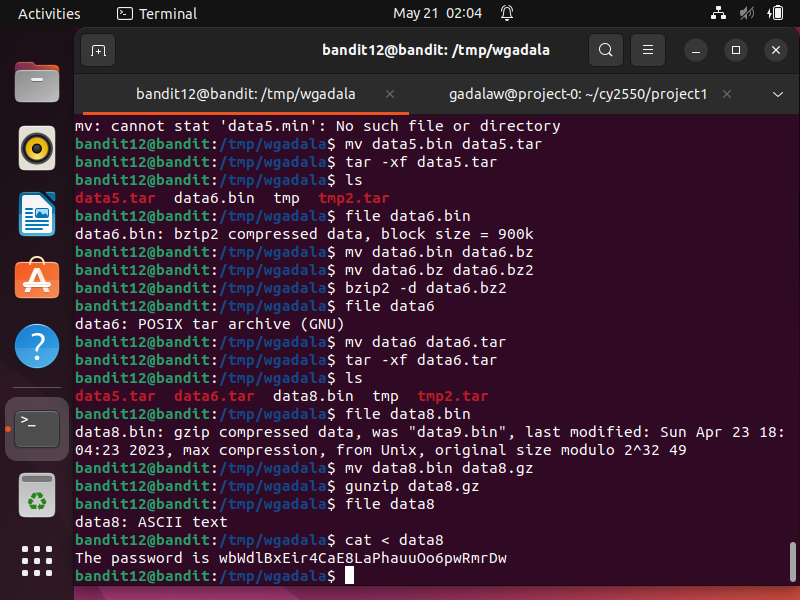 Activities
Terminal
May 21 02:04
bandit12@bandit: /tmp/wgadala
bandit12@bandit: /tmp/wgadala
gadalaw@project-0: ~/cy2550/project1
mv: cannot stat 'data5.min': No such file or directory
bandit12@bandit:/tmp/wgadala$ mv data5.bin data5.tar
bandit12@bandit:/tmp/wgadala$ tar -xf data5.tar
bandit12@bandit:/tmp/wgadala$ ls
data5.tar  data6.bin  tmp  tmp2.tar
bandit12@bandit:/tmp/wgadala$ file data6.bin
data6.bin: bzip2 compressed data, block size = 900k
bandit12@bandit:/tmp/wgadala$ mv data6.bin data6.bz
bandit12@bandit:/tmp/wgadala$ mv data6.bz data6.bz2
bandit12@bandit:/tmp/wgadala$ bzip2 -d data6.bz2
bandit12@bandit:/tmp/wgadala$ file data6
data6: POSIX tar archive (GNU)
bandit12@bandit:/tmp/wgadala$ mv data6 data6.tar
bandit12@bandit:/tmp/wgadala$ tar -xf data6.tar
bandit12@bandit:/tmp/wgadala$ ls
data5.tar  data6.tar  data8.bin  tmp  tmp2.tar
bandit12@bandit:/tmp/wgadala$ file data8.bin
data8.bin: gzip compressed data, was "data9.bin", last modified: Sun Apr 23 18:
04:23 2023, max compression, from Unix, original size modulo 2^32 49
bandit12@bandit:/tmp/wgadala$ mv data8.bin data8.gz
bandit12@bandit:/tmp/wgadala$ gunzip data8.gz
bandit12@bandit:/tmp/wgadala$ file data8
data8: ASCII text
bandit12@bandit:/tmp/wgadala$ cat < data8
The password is wbWdlBxEir4CaE8LaPhauuOo6pwRmrDw
bandit12@bandit:/tmp/wgadala$